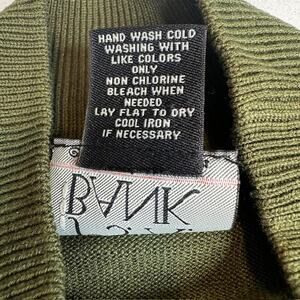 HAND WASH COLD
WASHING WITH
LIKE COLORS
ONLY
NON CHLORINE
BLEACH WHEN
NEEDED
LAY FLAT TO DRY
COOL IRON
IF NECESSARY
BANK